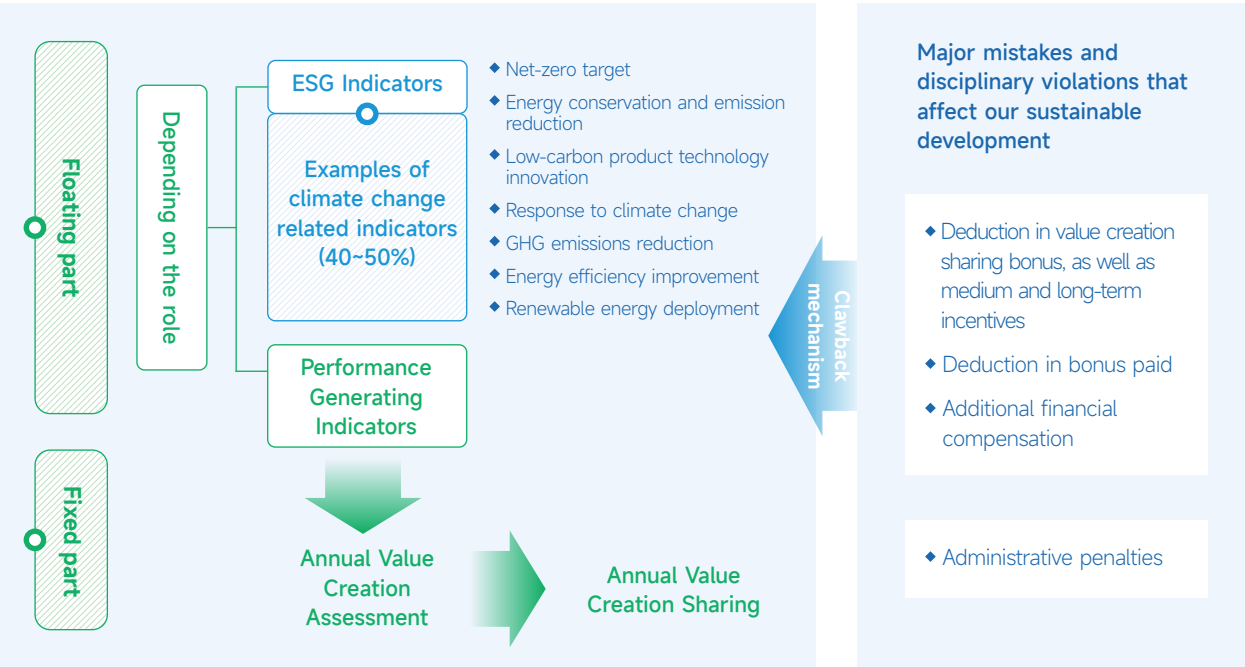 Floating part
Fixed part
Depending on the role
ESG Indicators
Examples of
climate change
related indicators
(40~50%)
Net-zero target
Energy conservation and emission
reduction
Low-carbon product technology
innovation
Response to climate change
GHG emissions reduction
Energy efficiency improvement
Renewable energy deployment
Performance
Generating
Indicators
Annual Value
Creation
Assessment
Annual Value
Creation Sharing
Clawback
mechanism
Major mistakes and
disciplinary violations that
affect our sustainable
development
Deduction in value creation
sharing bonus, as well as
medium and long-term
incentives
Deduction in bonus paid
Additional financial
compensation
Administrative penalties